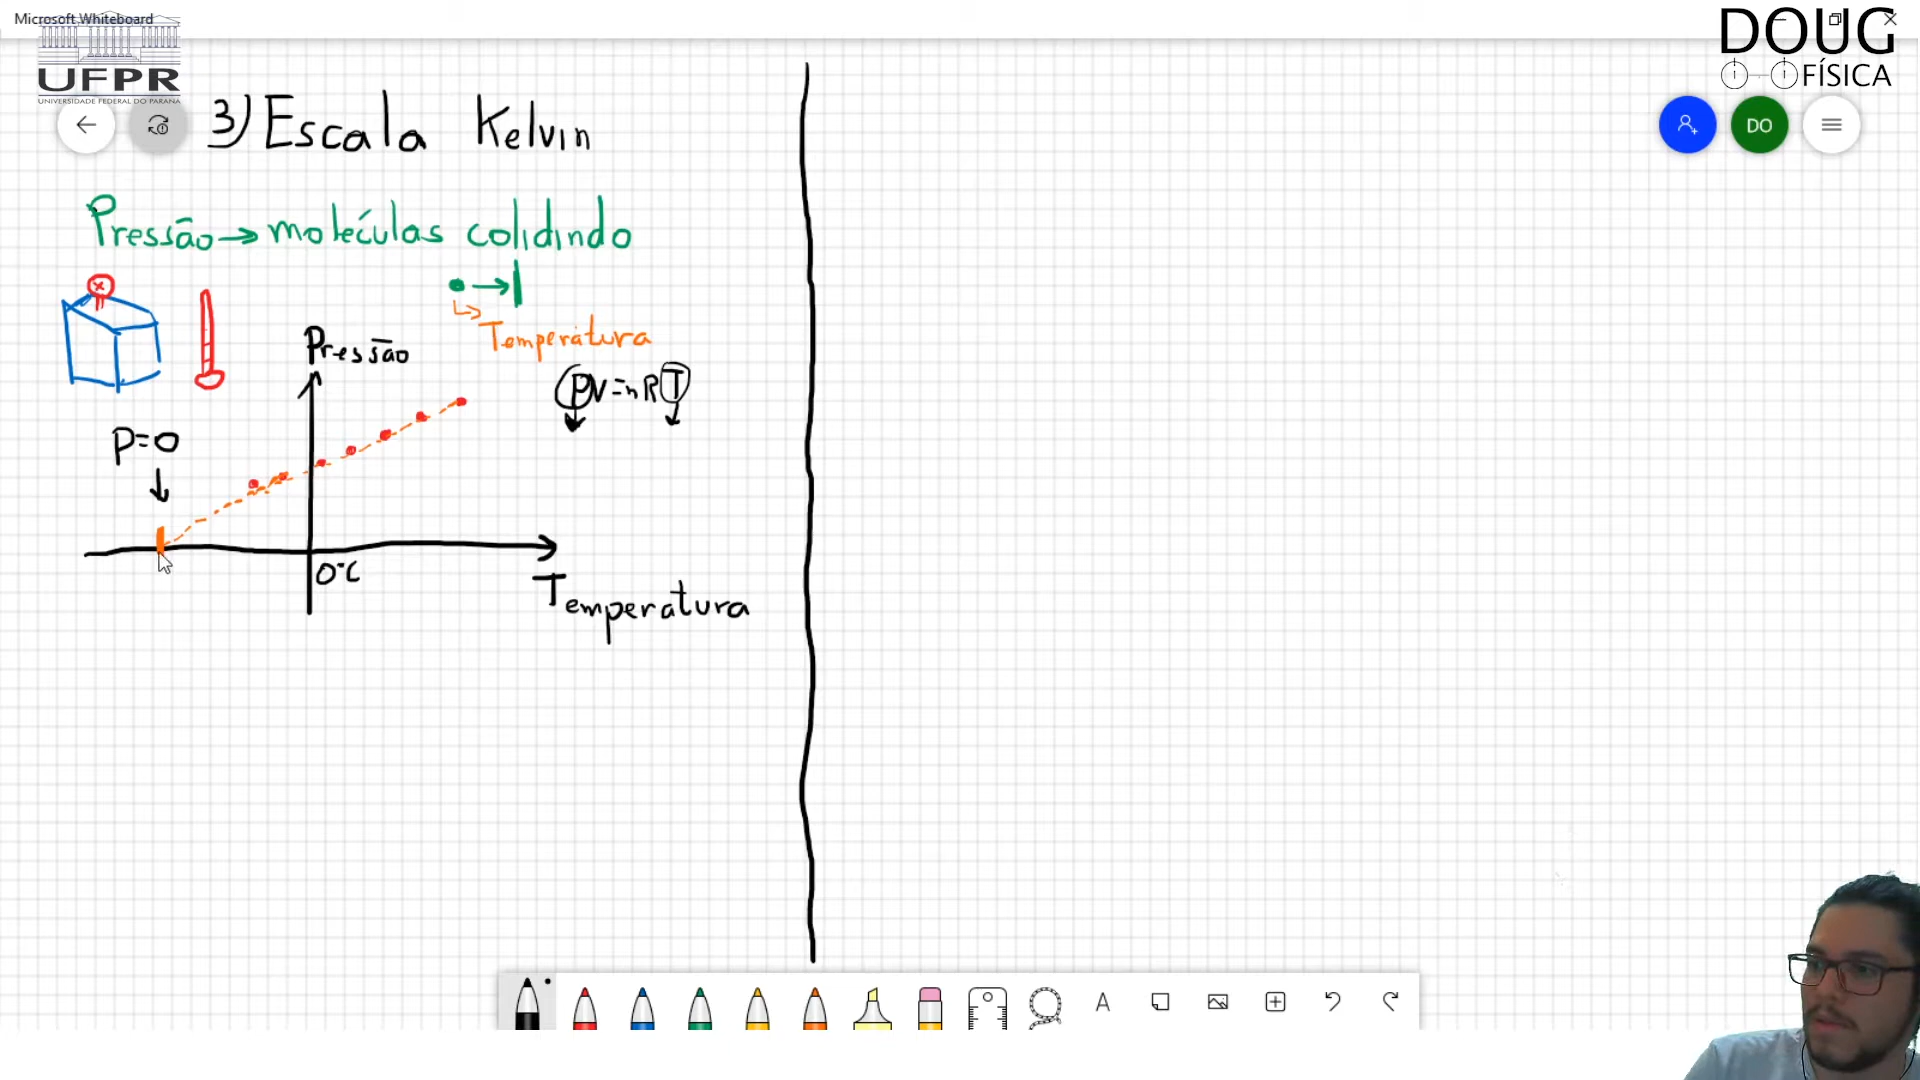 Microsoft Whiteboard
UFPR
UNIVERSIDADE FEDERAL DO PARANÁ
DOUG
FÍSICA
DO
3) Escala Kelvin
Pressão → moléculas colidindo
Temperatura
Pressão
PV = nRT
P=0
0°C
Temperatura
A